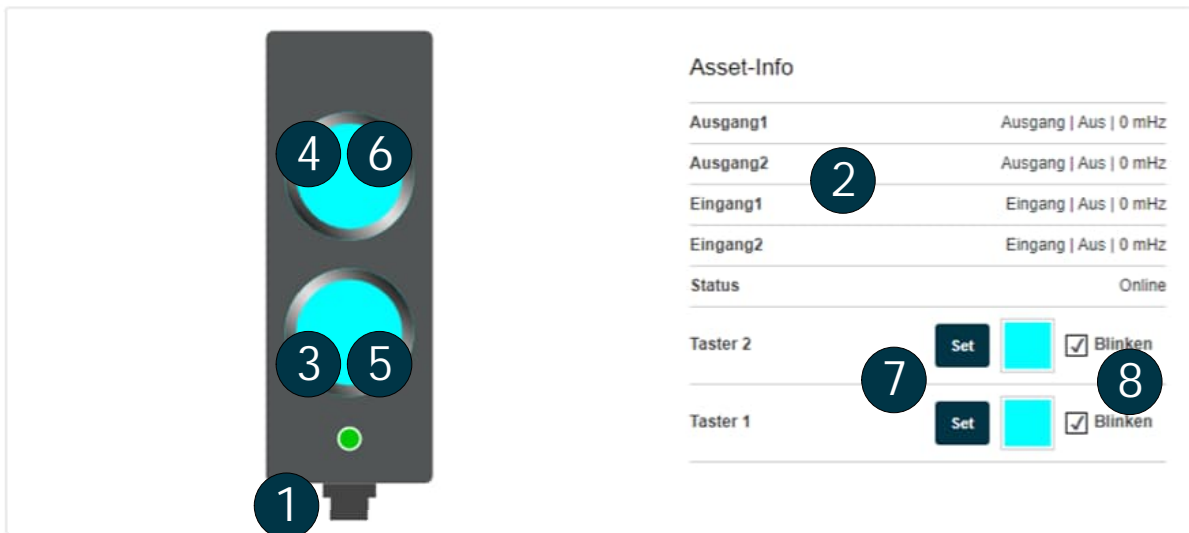 Asset-Info
Ausgang1 Ausgang | Aus | 0 mHz
Ausgang2 Ausgang | Aus | 0 mHz
2
Eingang1 Eingang | Aus | 0 mHz
Eingang2 Eingang | Aus | 0 mHz
Status Online
Taster 2 Set Blinken
7 8
Taster 1 Set Blinken
4 6
3 5
1